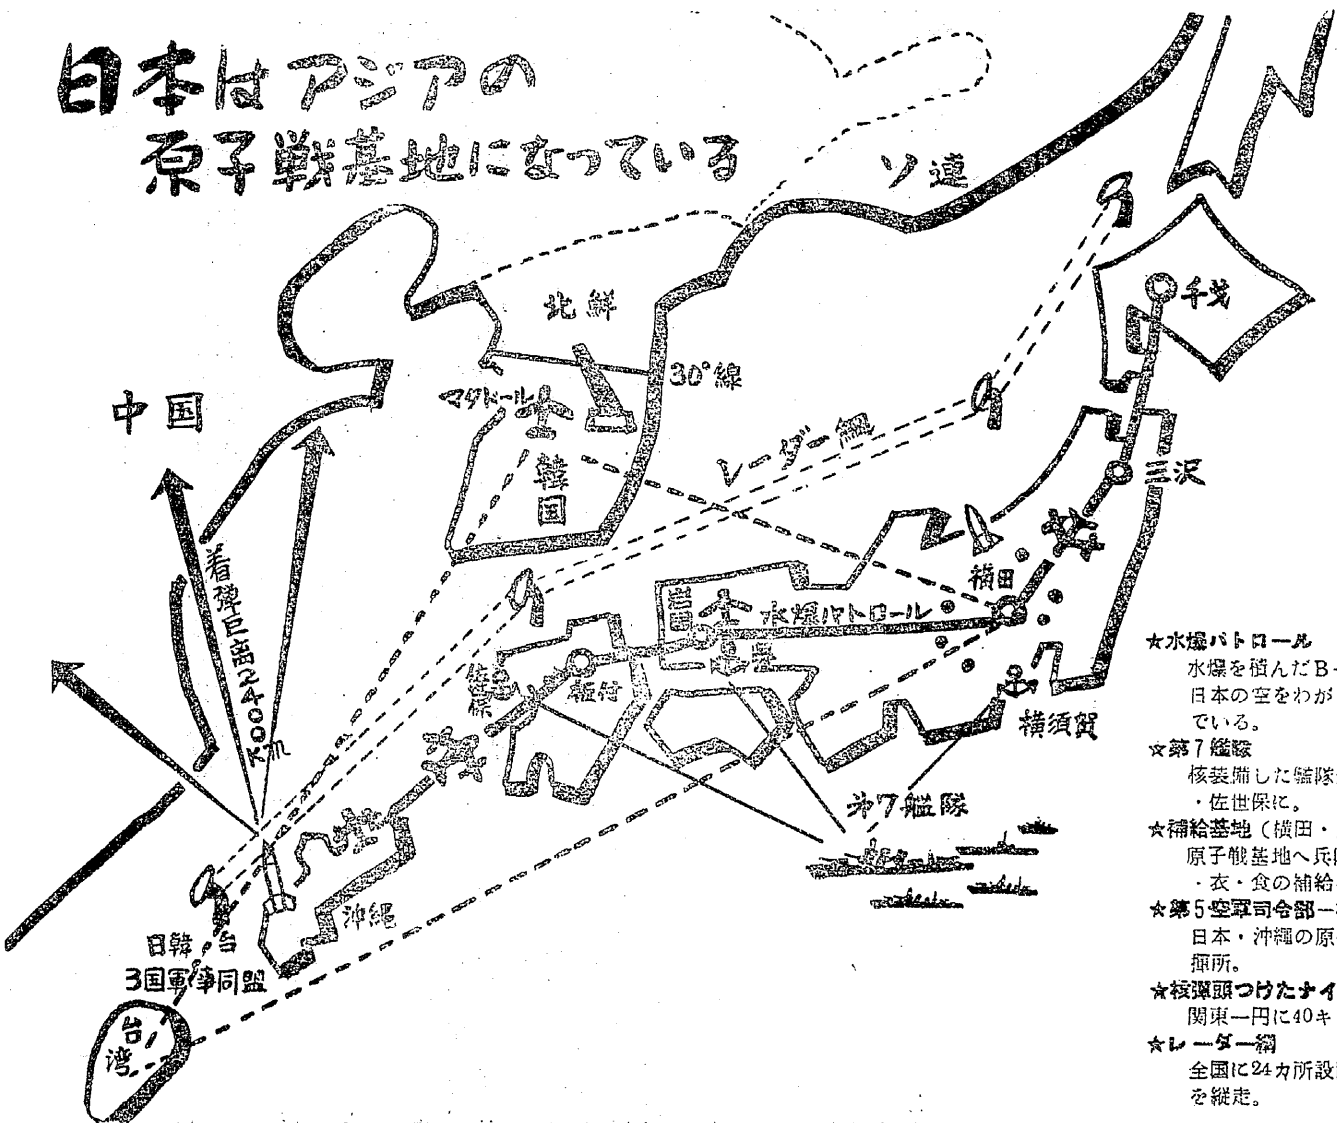 日本はアジアの
原子戦基地になっている
ソ連
千戈
北鮮
30°線
マタドール
中国
韓国
レーダー網
三沢
横田
着弾巨离2400Km
岩国
水爆パトロール
呉
板付
横須賀
第7艦隊
沖縄
日韓台
3国軍事同盟
台湾
★水爆パトロール
水爆を積んだB-
日本の空をわが
でいる。
★第7艦隊
核装備した艦隊
・佐世保に。
★補給基地(横田・
原子戦基地へ兵
・衣・食の補給
★第5空軍司令部一
日本・沖縄の原
揮所。
★核弾頭つけたナイ
関東一円に40キ
★レーダー網
全国に24カ所設
を縦走。